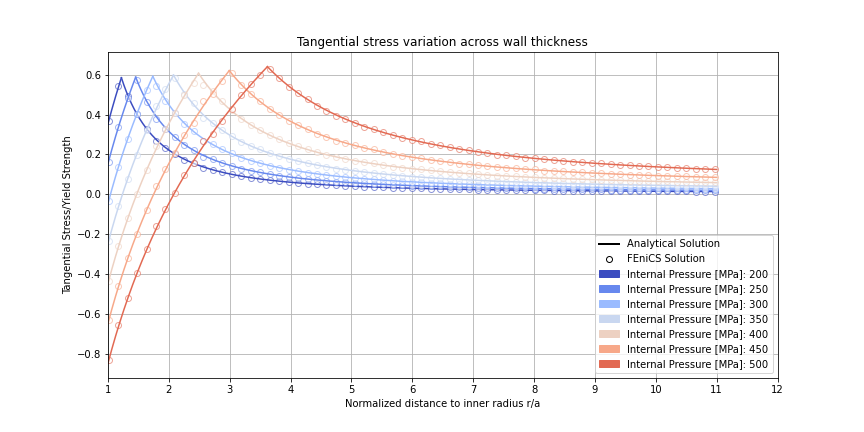 Tangential stress variation across wall thickness
Tangential Stress/Yield Strength
0.6
0.4
0.2
0.0
−0.2
−0.4
−0.6
−0.8
Analytical Solution
FEniCS Solution
Internal Pressure [MPa]: 200
Internal Pressure [MPa]: 250
Internal Pressure [MPa]: 300
Internal Pressure [MPa]: 350
Internal Pressure [MPa]: 400
Internal Pressure [MPa]: 450
Internal Pressure [MPa]: 500
1 2 3 4 5 6 7 8 9 10 11 12
Normalized distance to inner radius r/a